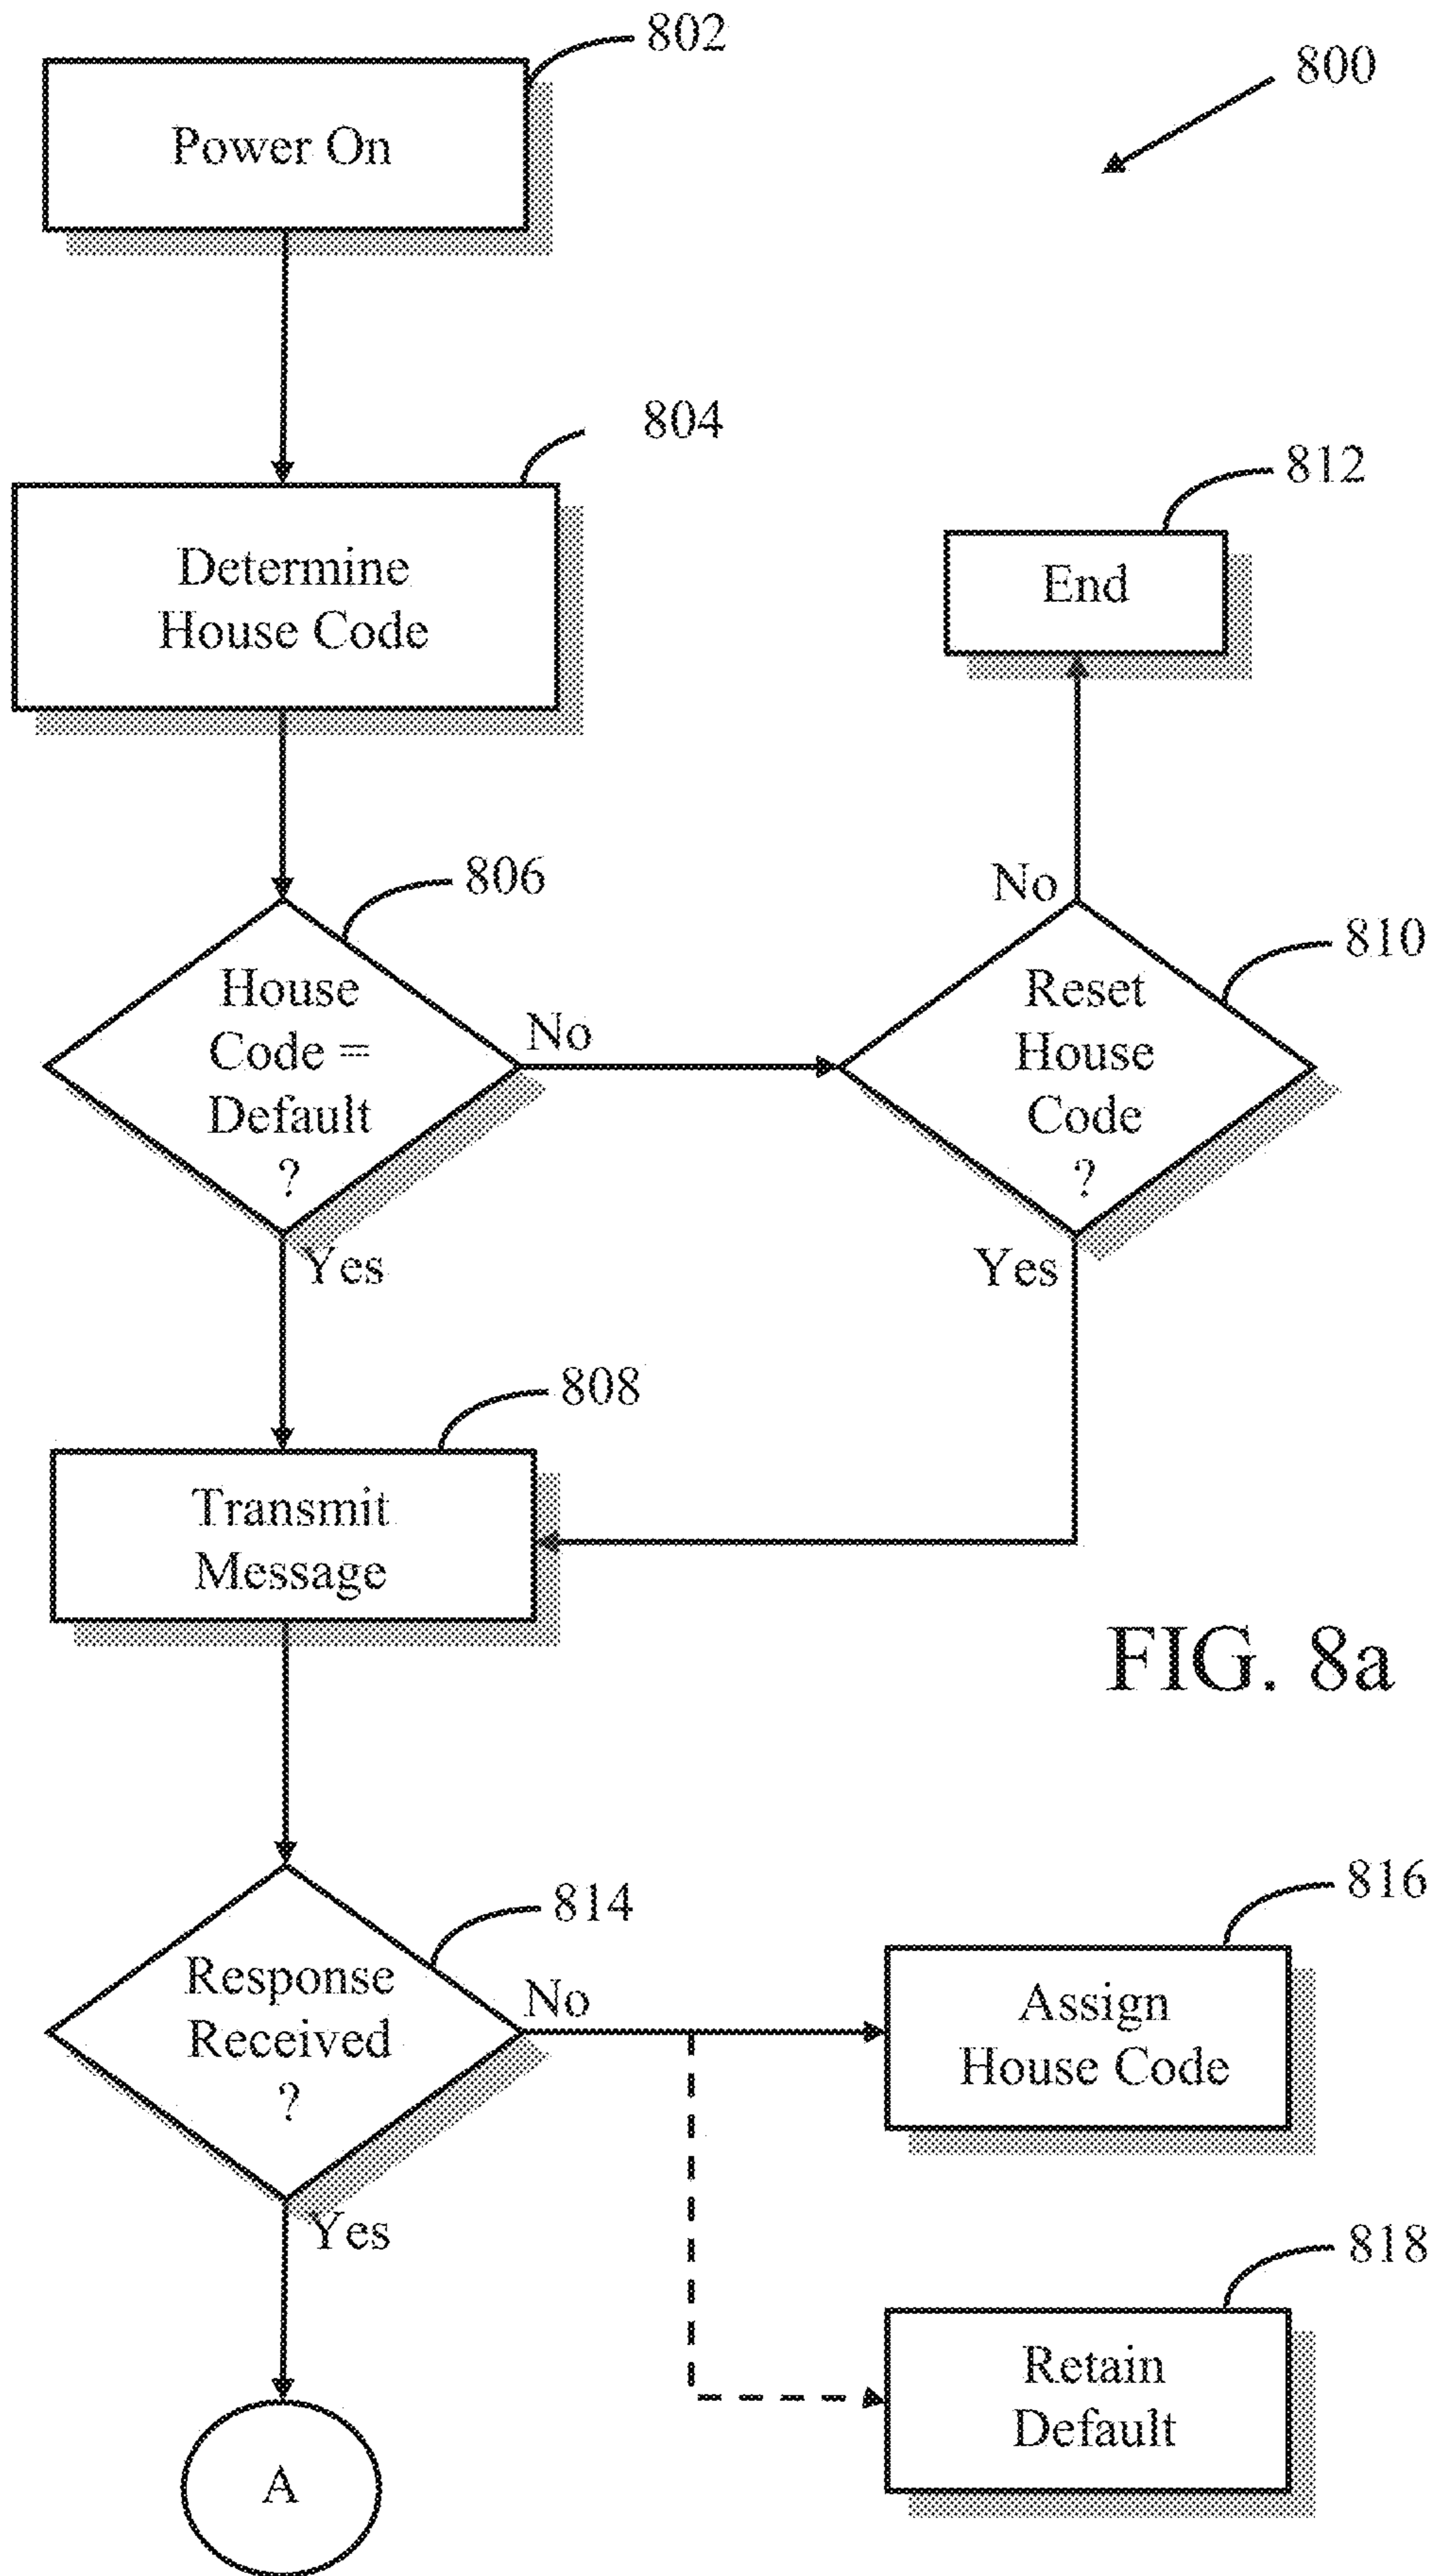 802
800
Power On
804
Determine
House Code
812
End
806
House
Code =
Default
?
No
Yes
810
No
Reset
House
Code
?
Yes
808
Transmit
Message
FIG. 8a
814
Response
Received
?
No
Yes
816
Assign
House Code
818
Retain
Default
A